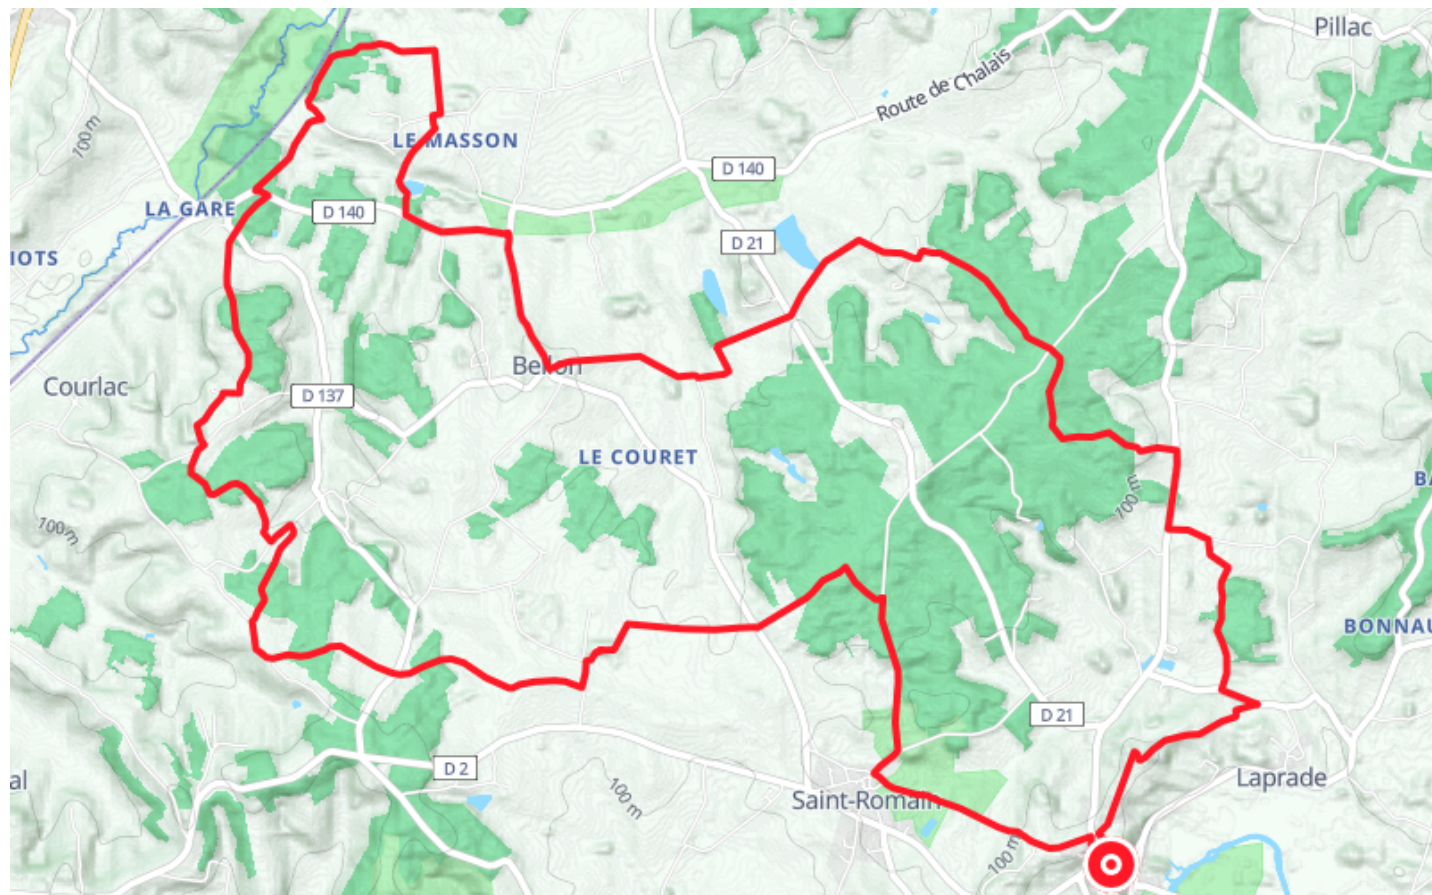 Pillac
Route de Chalais
100 m
LE MASSON
D 140
LA GARE
D 140
D 21
IOTS
Bellon
Courlac
D 137
LE COURET
BA
100 m
100 m
BONNAU
D 21
D 2
al
Laprade
100 m
Saint-Romain
100 m